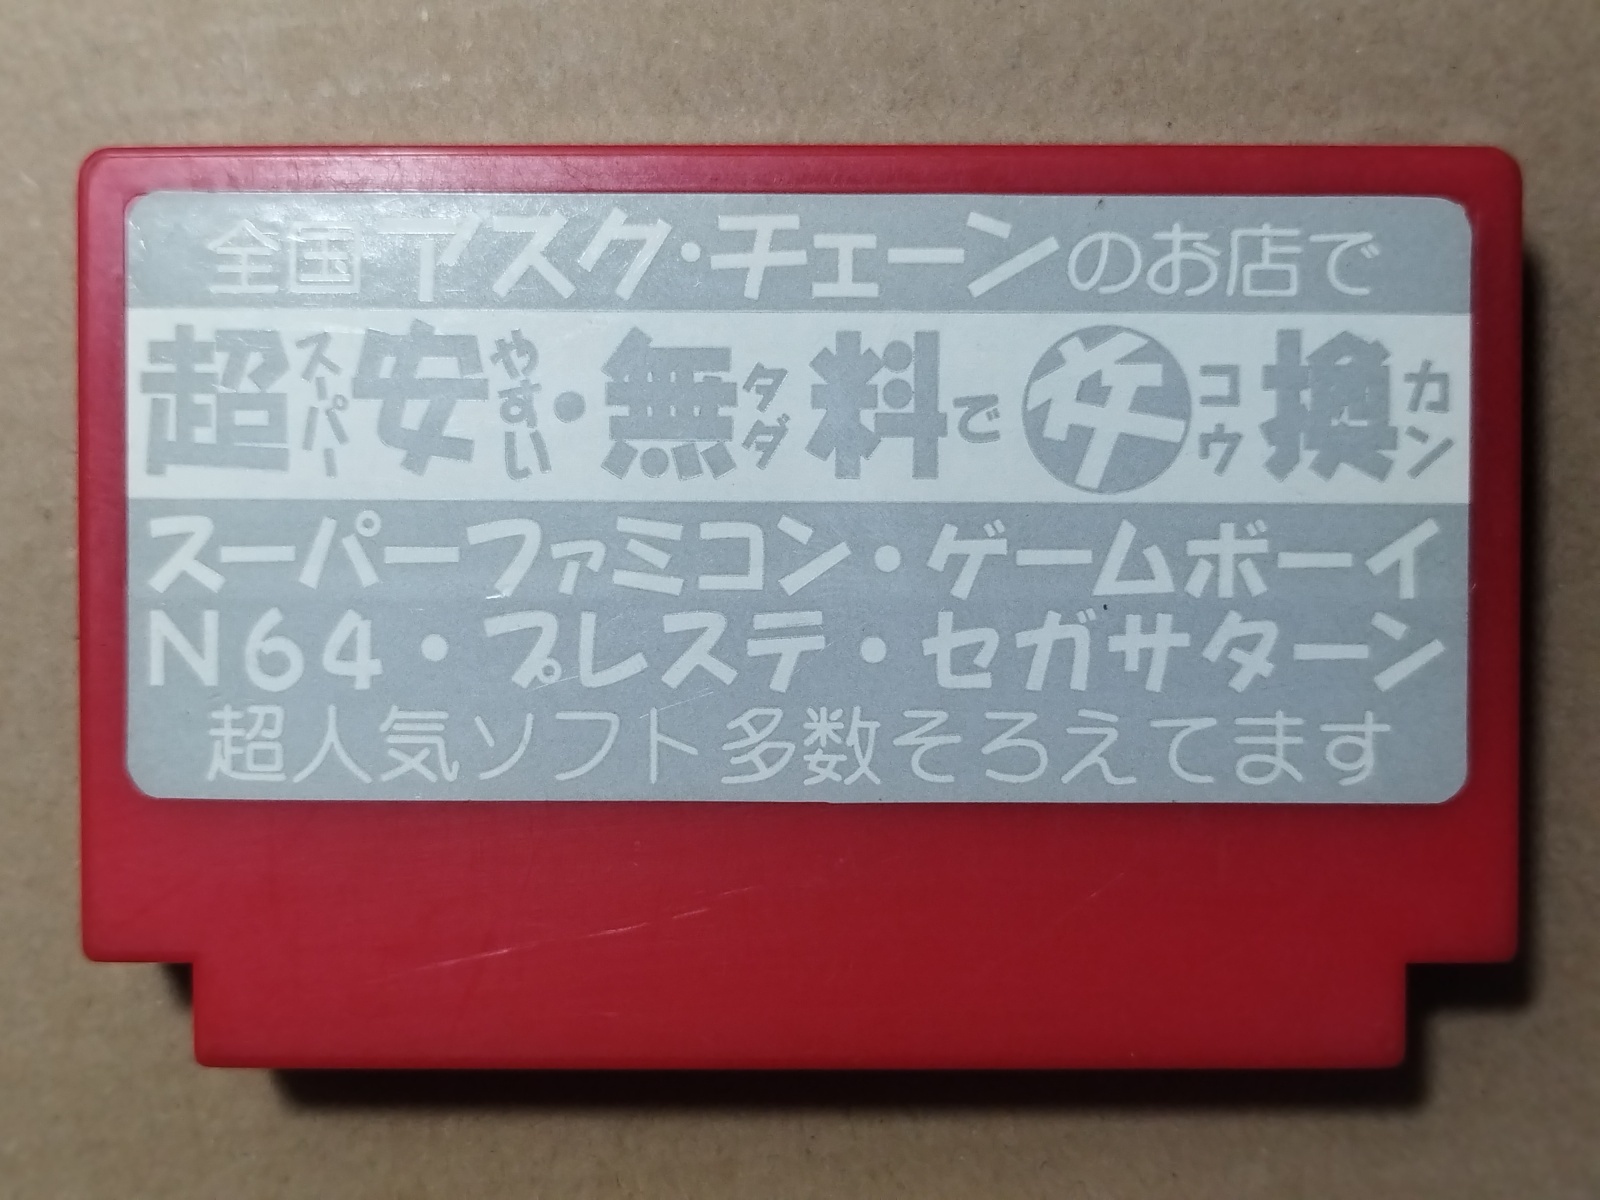 全国アスク・チェーンのお店で
超スーパー安やすい・無タダ料で交コウ換カン
スーパーファミコン・ゲームボーイ
N64・プレステ・セガサターン
超人気ソフト多数そろえてます